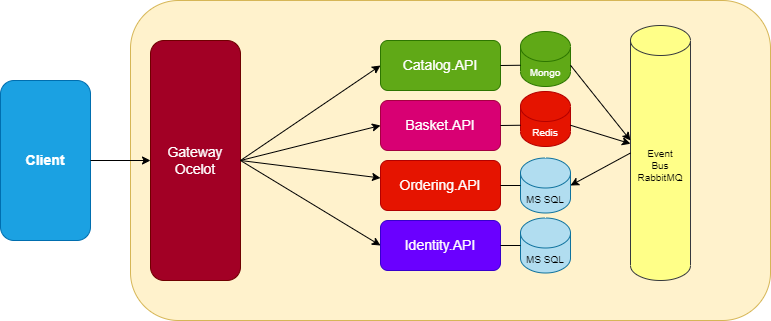 Client
Gateway
Ocelot
Catalog.API
Mongo
Basket.API
Redis
Ordering.API
MS SQL
Identity.API
MS SQL
Event
Bus
RabbitMQ